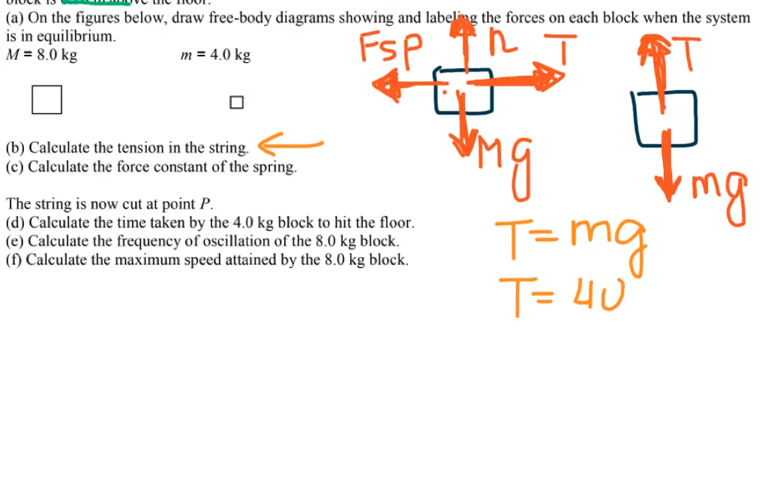 (a) On the figures below, draw free-body diagrams showing and labeling the forces on each block when the system
is in equilibrium.
M = 8.0 kg m = 4.0 kg
Fsp n T T
Mg mg
(b) Calculate the tension in the string.
(c) Calculate the force constant of the spring.
The string is now cut at point P.
(d) Calculate the time taken by the 4.0 kg block to hit the floor.
(e) Calculate the frequency of oscillation of the 8.0 kg block.
(f) Calculate the maximum speed attained by the 8.0 kg block.
T = mg
T = 40